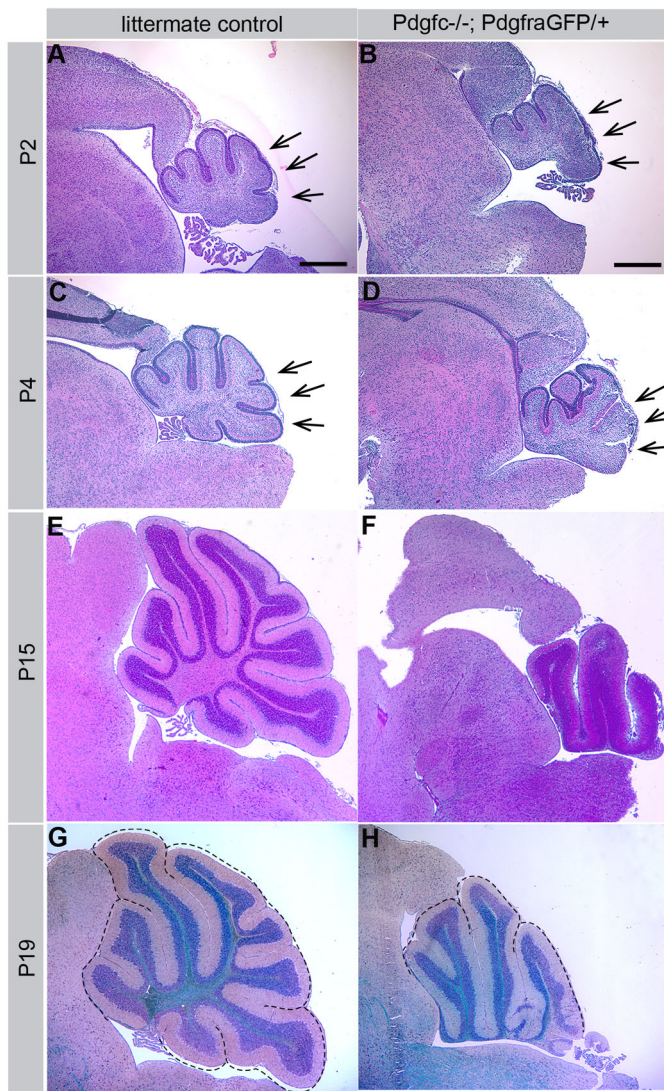 littermate control
Pdgfc-/-; PdgfraGFP/+
P2
A
B
P4
C
D
P15
E
F
P19
G
H